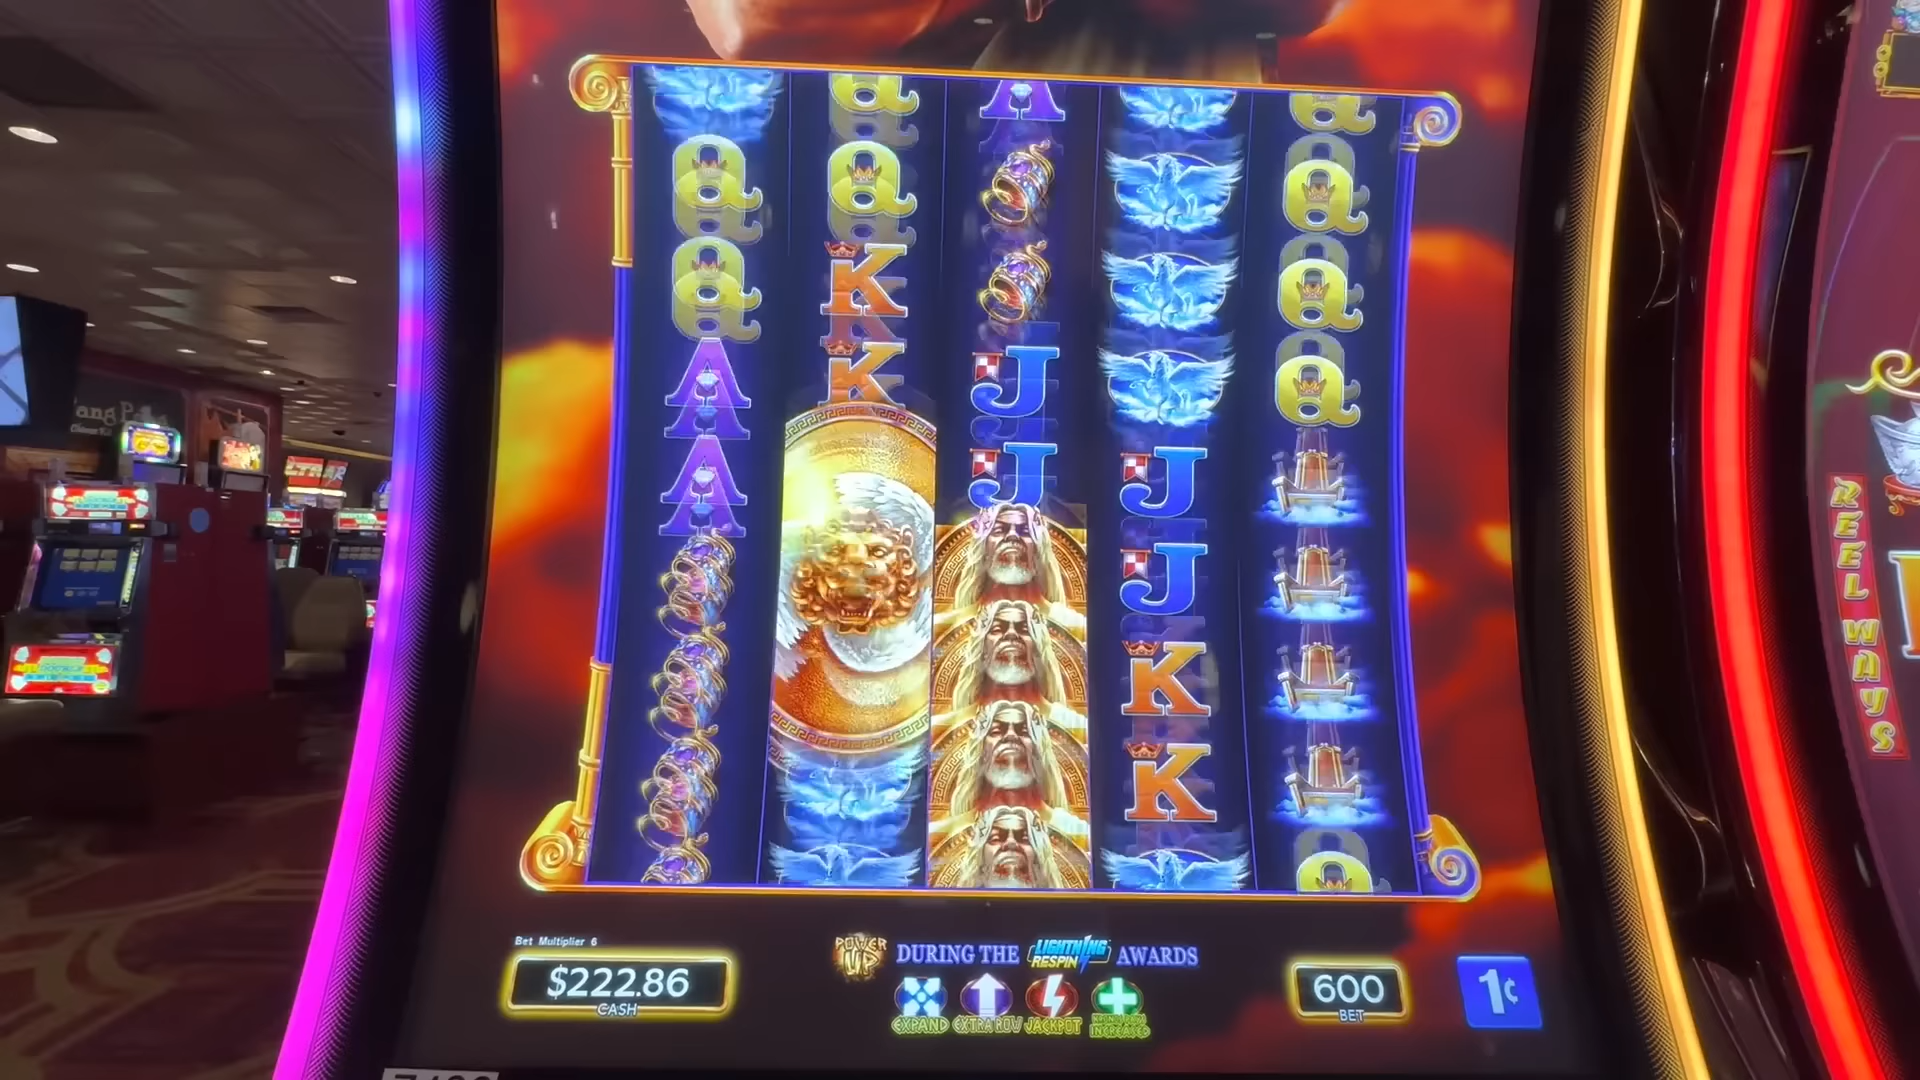 Bet Multiplier 6
$222.86
CASH
POWER UP
DURING THE LIGHTNING RESPIN AWARDS
EXPAND
EXTRA ROW
JACKPOT
600
BET
1¢
REEL WAYS
Q Q A A
Q Q K K
A J J
J J K K
Q Q Q Q Q